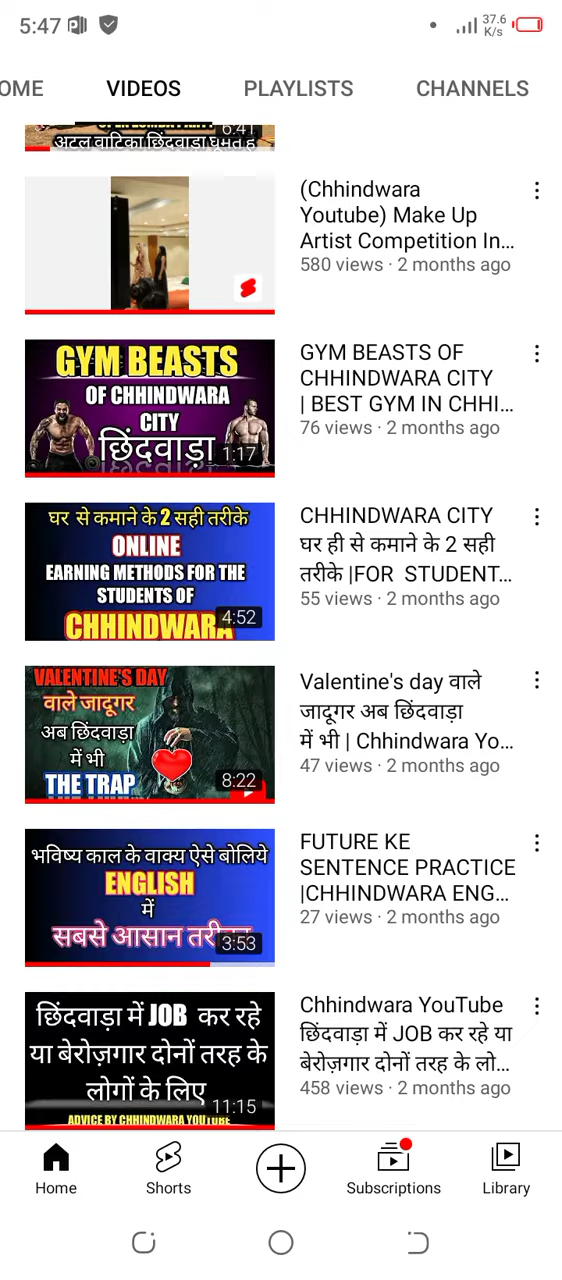 5:47
37.6
K/s
OME VIDEOS PLAYLISTS CHANNELS
6:41
अटल वाटिका छिंदवाड़ा घूमते है
(Chhindwara
Youtube) Make Up
Artist Competition In...
580 views · 2 months ago
GYM BEASTS
OF CHHINDWARA
CITY
छिंदवाड़ा
1:17
GYM BEASTS OF
CHHINDWARA CITY
| BEST GYM IN CHHI...
76 views · 2 months ago
घर से कमाने के 2 सही तरीके
ONLINE
EARNING METHODS FOR THE
STUDENTS OF
CHHINDWARA
4:52
CHHINDWARA CITY
घर ही से कमाने के 2 सही
तरीके |FOR STUDENT...
55 views · 2 months ago
VALENTINE'S DAY
वाले जादूगर
अब छिंदवाड़ा
में भी
THE TRAP
8:22
Valentine's day वाले
जादूगर अब छिंदवाड़ा
में भी | Chhindwara Yo...
47 views · 2 months ago
भविष्य काल के वाक्य ऐसे बोलिये
ENGLISH
में
सबसे आसान
3:53
FUTURE KE
SENTENCE PRACTICE
|CHHINDWARA ENG...
27 views · 2 months ago
छिंदवाड़ा में JOB कर रहे
या बेरोज़गार दोनों तरह के
लोगों के लिए
11:15
ADVICE BY CHHINDWARA YOUTUBE
Chhindwara YouTube
छिंदवाड़ा में JOB कर रहे या
बेरोज़गार दोनों तरह के लो...
458 views · 2 months ago
Home Shorts Subscriptions Library